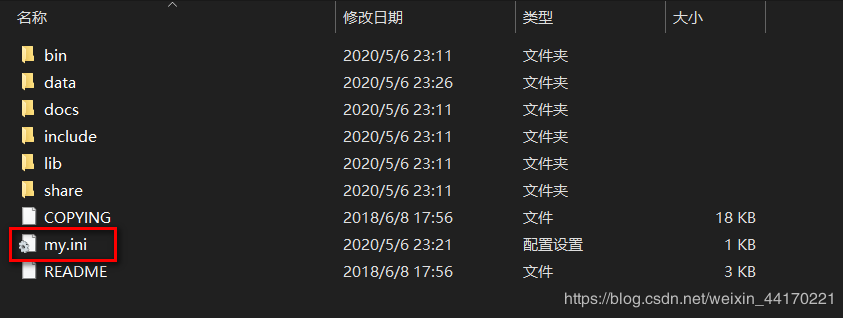 名称 修改日期 类型 大小
bin 2020/5/6 23:11 文件夹
data 2020/5/6 23:26 文件夹
docs 2020/5/6 23:11 文件夹
include 2020/5/6 23:11 文件夹
lib 2020/5/6 23:11 文件夹
share 2020/5/6 23:11 文件夹
COPYING 2018/6/8 17:56 文件 18 KB
my.ini 2020/5/6 23:21 配置设置 1 KB
README 2018/6/8 17:56 文件 3 KB
https://blog.csdn.net/weixin_44170221